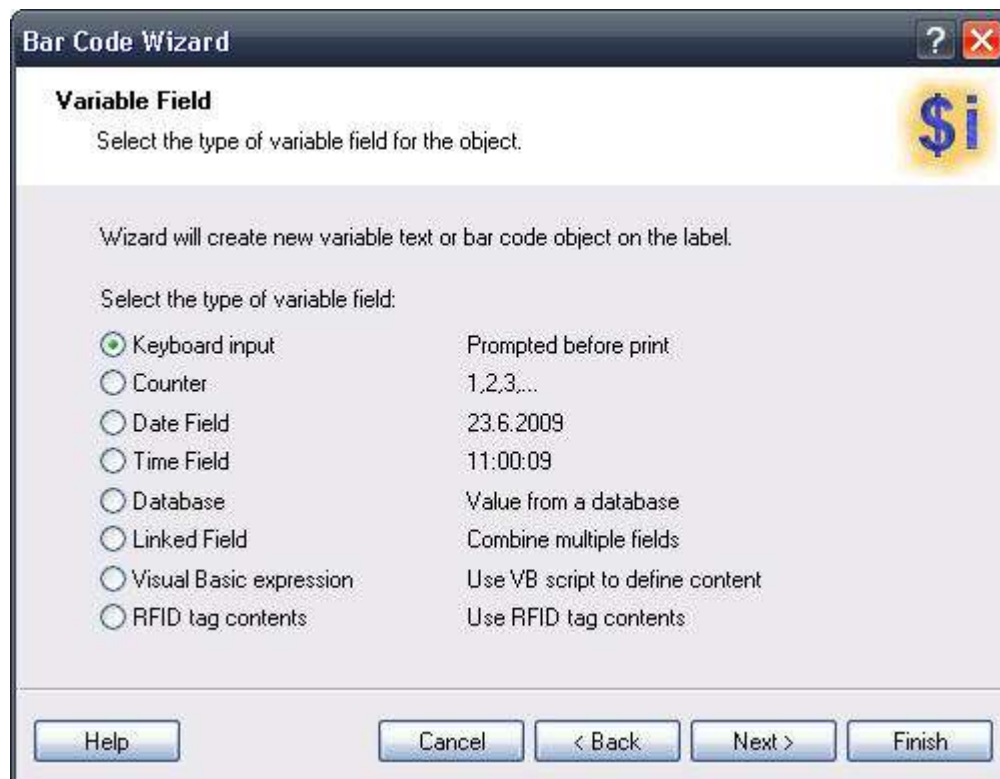 Bar Code Wizard
?
Variable Field
Select the type of variable field for the object.
$i
Wizard will create new variable text or bar code object on the label.
Select the type of variable field:
Keyboard input Prompted before print
Counter 1,2,3,...
Date Field 23.6.2009
Time Field 11:00:09
Database Value from a database
Linked Field Combine multiple fields
Visual Basic expression Use VB script to define content
RFID tag contents Use RFID tag contents
Help Cancel < Back Next > Finish